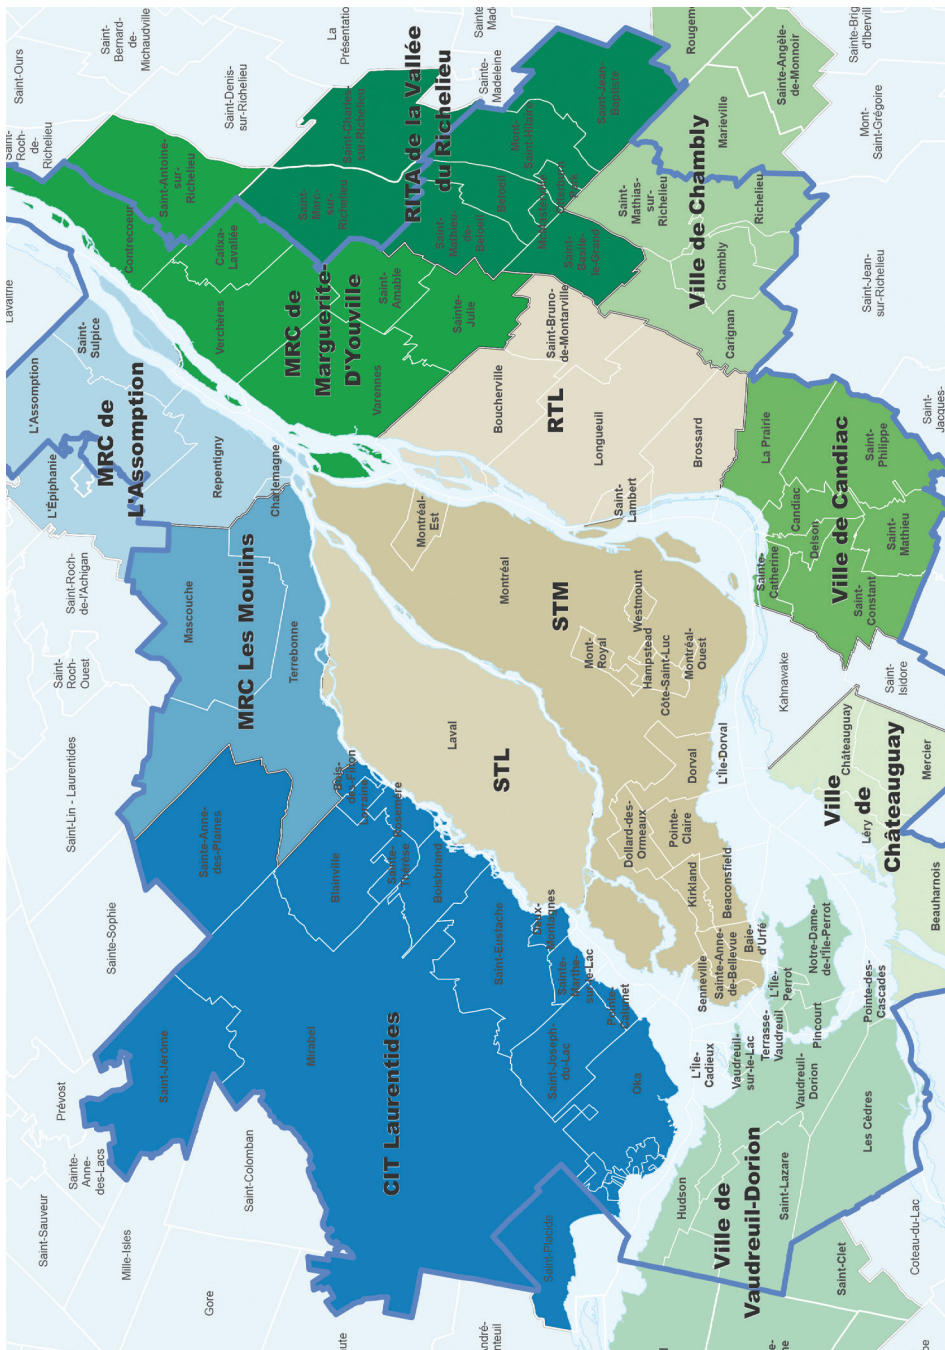 Saint-Sauveur
Mille-Isles
Gore
Sainte-
Anne-
des-Lacs
Prévost
Saint-Colomban
Sainte-Sophie
Saint-Lin - Laurentides
Saint-
Roch-
Ouest
Saint-Roch-
de-l'Achigan
Saint-Jérôme
Mirabel
Sainte-Anne-
des-Plaines
CIT Laurentides
Blainville
Bois-
des-Filion
Lorraine
Rosemère
Sainte-
Thérèse
Boisbriand
Saint-Eustache
Deux-
Montagnes
Sainte-
Marthe-
sur-le-Lac
Pointe-
Calumet
Saint-Joseph-
du-Lac
Oka
Saint-Placide
MRC Les Moulins
Mascouche
Terrebonne
MRC de
L'Assomption
L'Épiphanie
L'Assomption
Saint-
Sulpice
Repentigny
Charlemagne
Lavaltrie
Saint-Ours
Saint-
Roch-
de-
Richelieu
Saint-
Bernard-
de-
Michaudville
Saint-Denis-
sur-Richelieu
La
Présentation
Sainte-
Madeleine
MRC de
Marguerite-
D'Youville
Contrecoeur
Saint-Antoine-
sur-
Richelieu
Calixa-
Lavallée
Verchères
Varennes
Saint-
Amable
Sainte-
Julie
RITA de la Vallée
du Richelieu
Saint-Charles-
sur-Richelieu
Saint-
Marc-
sur-
Richelieu
Saint-
Mathieu-
de-
Beloeil
Beloeil
Mont-
Saint-Hilaire
McMasterville
Otterburn
Park
Saint-
Basile-
le-Grand
Saint-Jean-
Baptiste
STL
Laval
STM
Montréal-
Est
Montréal
Mont-
Royal
Westmount
Hampstead
Côte-Saint-Luc
Montréal-
Ouest
Dorval
L'Île-Dorval
Dollard-des-
Ormeaux
Pointe-
Claire
Kirkland
Beaconsfield
Senneville
Sainte-Anne-
de-Bellevue
Baie-
d'Urfé
RTL
Boucherville
Saint-Bruno-
de-Montarville
Longueuil
Saint-
Lambert
Brossard
Ville de Chambly
Saint-
Mathias-
sur-
Richelieu
Marieville
Sainte-Angèle-
de-Monnoir
Richelieu
Chambly
Carignan
Mont-
Saint-Grégoire
Saint-Jean-
sur-Richelieu
Saint-
Jacques-
Ville de Candiac
La Prairie
Candiac
Saint-
Philippe
Delson
Sainte-
Catherine
Saint-
Mathieu
Saint-
Constant
Kahnawake
Saint-
Isidore
Ville
de
Châteauguay
Châteauguay
Mercier
Léry
Beauharnois
Ville de
Vaudreuil-Dorion
L'Île-
Cadieux
Vaudreuil-
sur-le-Lac
Terrasse-
Vaudreuil
L'Île-
Perrot
Pincourt
Notre-Dame-
de-l'Île-Perrot
Pointe-des-
Cascades
Vaudreuil-
Dorion
Les Cèdres
Hudson
Saint-Lazare
Saint-Clet
Coteau-du-Lac